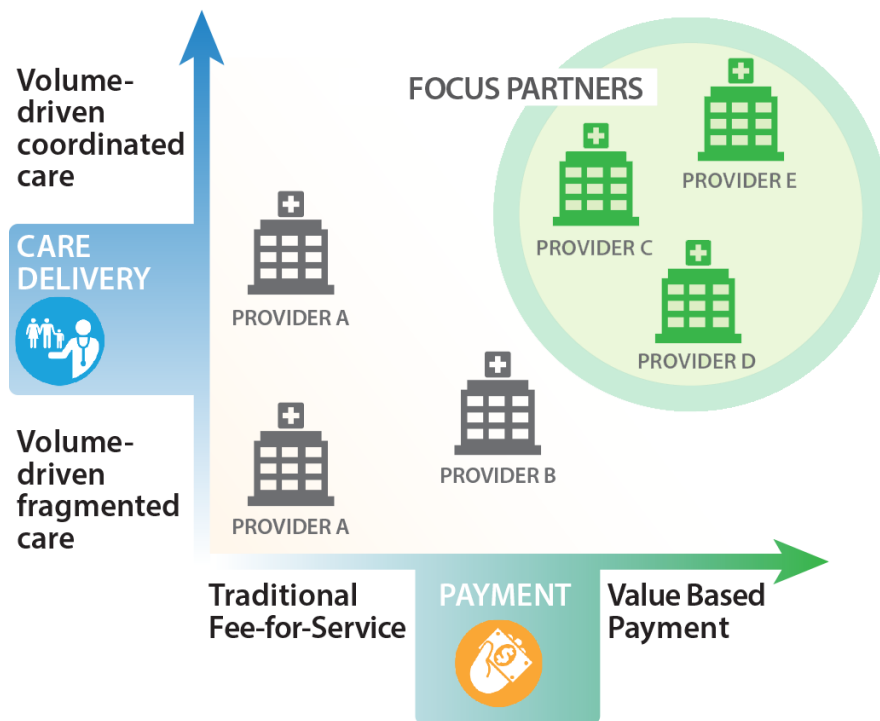 Volume-
driven
coordinated
care
FOCUS PARTNERS
PROVIDER E
PROVIDER C
PROVIDER D
CARE
DELIVERY
PROVIDER A
PROVIDER B
Volume-
driven
fragmented
care
PROVIDER A
Traditional
Fee-for-Service
PAYMENT
$
Value Based
Payment